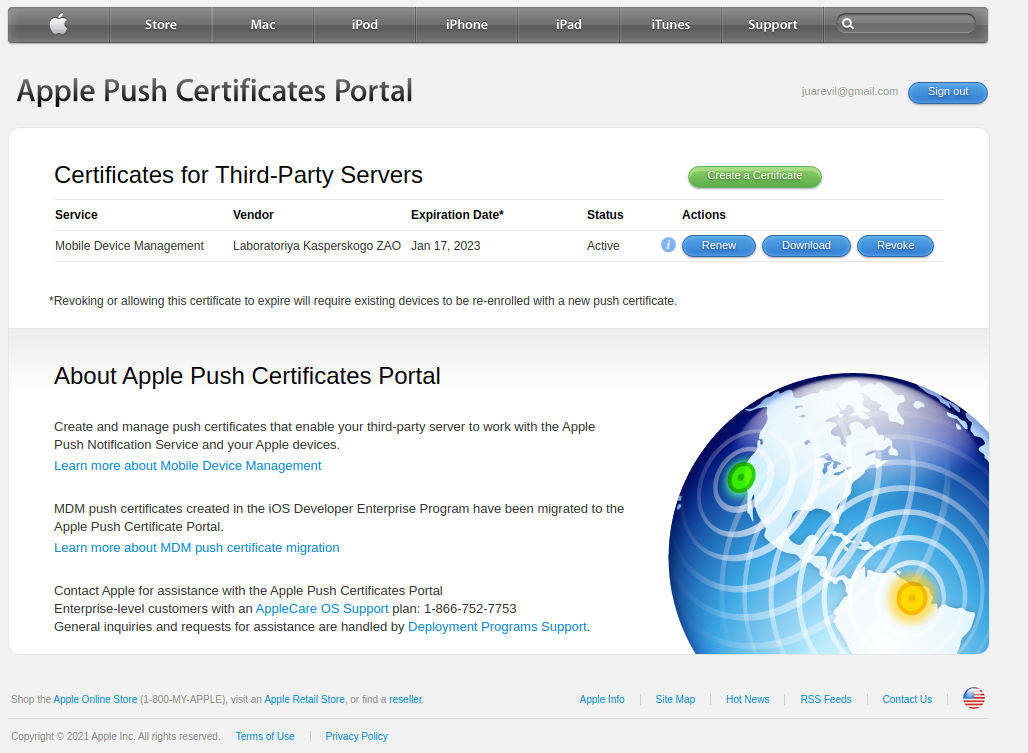 Store Mac iPod iPhone iPad iTunes Support
Apple Push Certificates Portal
juarevil@gmail.com Sign out
Certificates for Third-Party Servers
Create a Certificate
Service Vendor Expiration Date* Status Actions
Mobile Device Management Laboratoriya Kasperskogo ZAO Jan 17, 2023 Active i Renew Download Revoke
*Revoking or allowing this certificate to expire will require existing devices to be re-enrolled with a new push certificate.
About Apple Push Certificates Portal
Create and manage push certificates that enable your third-party server to work with the Apple
Push Notification Service and your Apple devices.
Learn more about Mobile Device Management
MDM push certificates created in the iOS Developer Enterprise Program have been migrated to the
Apple Push Certificate Portal.
Learn more about MDM push certificate migration
Contact Apple for assistance with the Apple Push Certificates Portal
Enterprise-level customers with an AppleCare OS Support plan: 1-866-752-7753
General inquiries and requests for assistance are handled by Deployment Programs Support.
Shop the Apple Online Store (1-800-MY-APPLE), visit an Apple Retail Store, or find a reseller.
Apple Info Site Map Hot News RSS Feeds Contact Us
Copyright © 2021 Apple Inc. All rights reserved. Terms of Use Privacy Policy